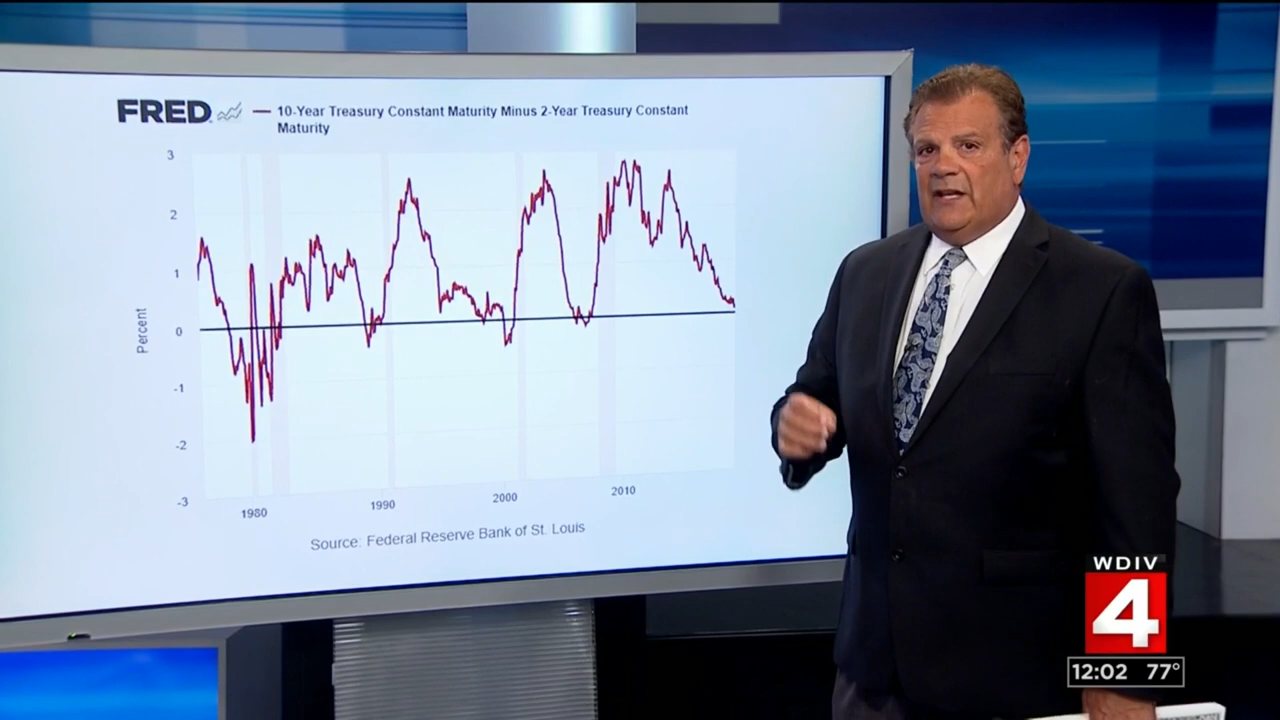 FRED
10-Year Treasury Constant Maturity Minus 2-Year Treasury Constant
Maturity
3
2
1
0
-1
-2
-3
Percent
1980
1990
2000
2010
Source: Federal Reserve Bank of St. Louis
WDIV
4
12:02 77°